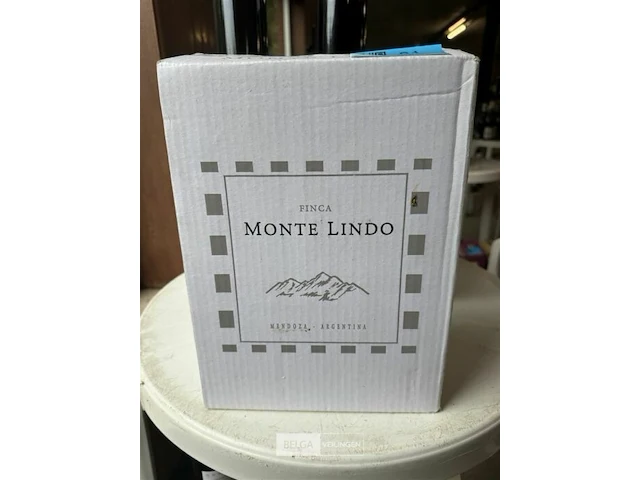 FINCA
MONTE LINDO
MENDOZA - ARGENTINA
BELGA